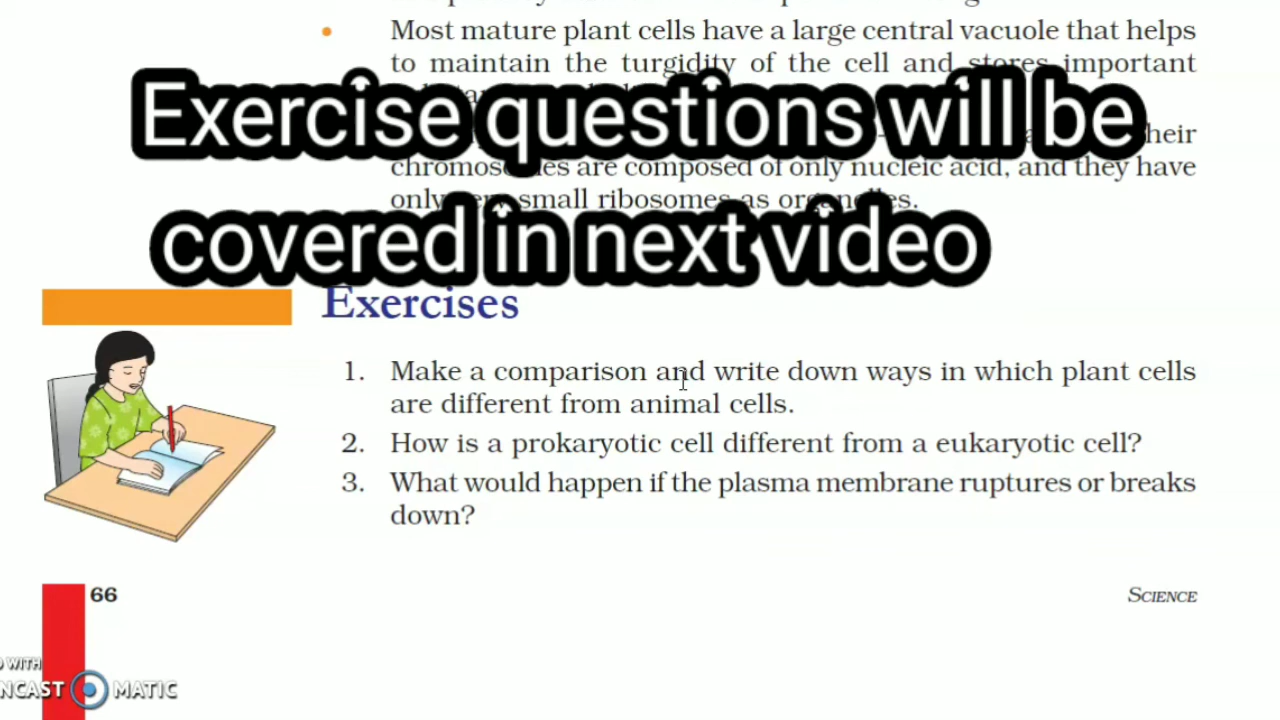 Most mature plant cells have a large central vacuole that helps
to maintain the turgidity of the cell and stores important
Exercise questions will be
covered in next video
chromosomes are composed of only nucleic acid, and they have
only very small ribosomes as organelles.
Exercises
1. Make a comparison and write down ways in which plant cells
are different from animal cells.
2. How is a prokaryotic cell different from a eukaryotic cell?
3. What would happen if the plasma membrane ruptures or breaks
down?
66
SCIENCE
WITH
NCAST MATIC